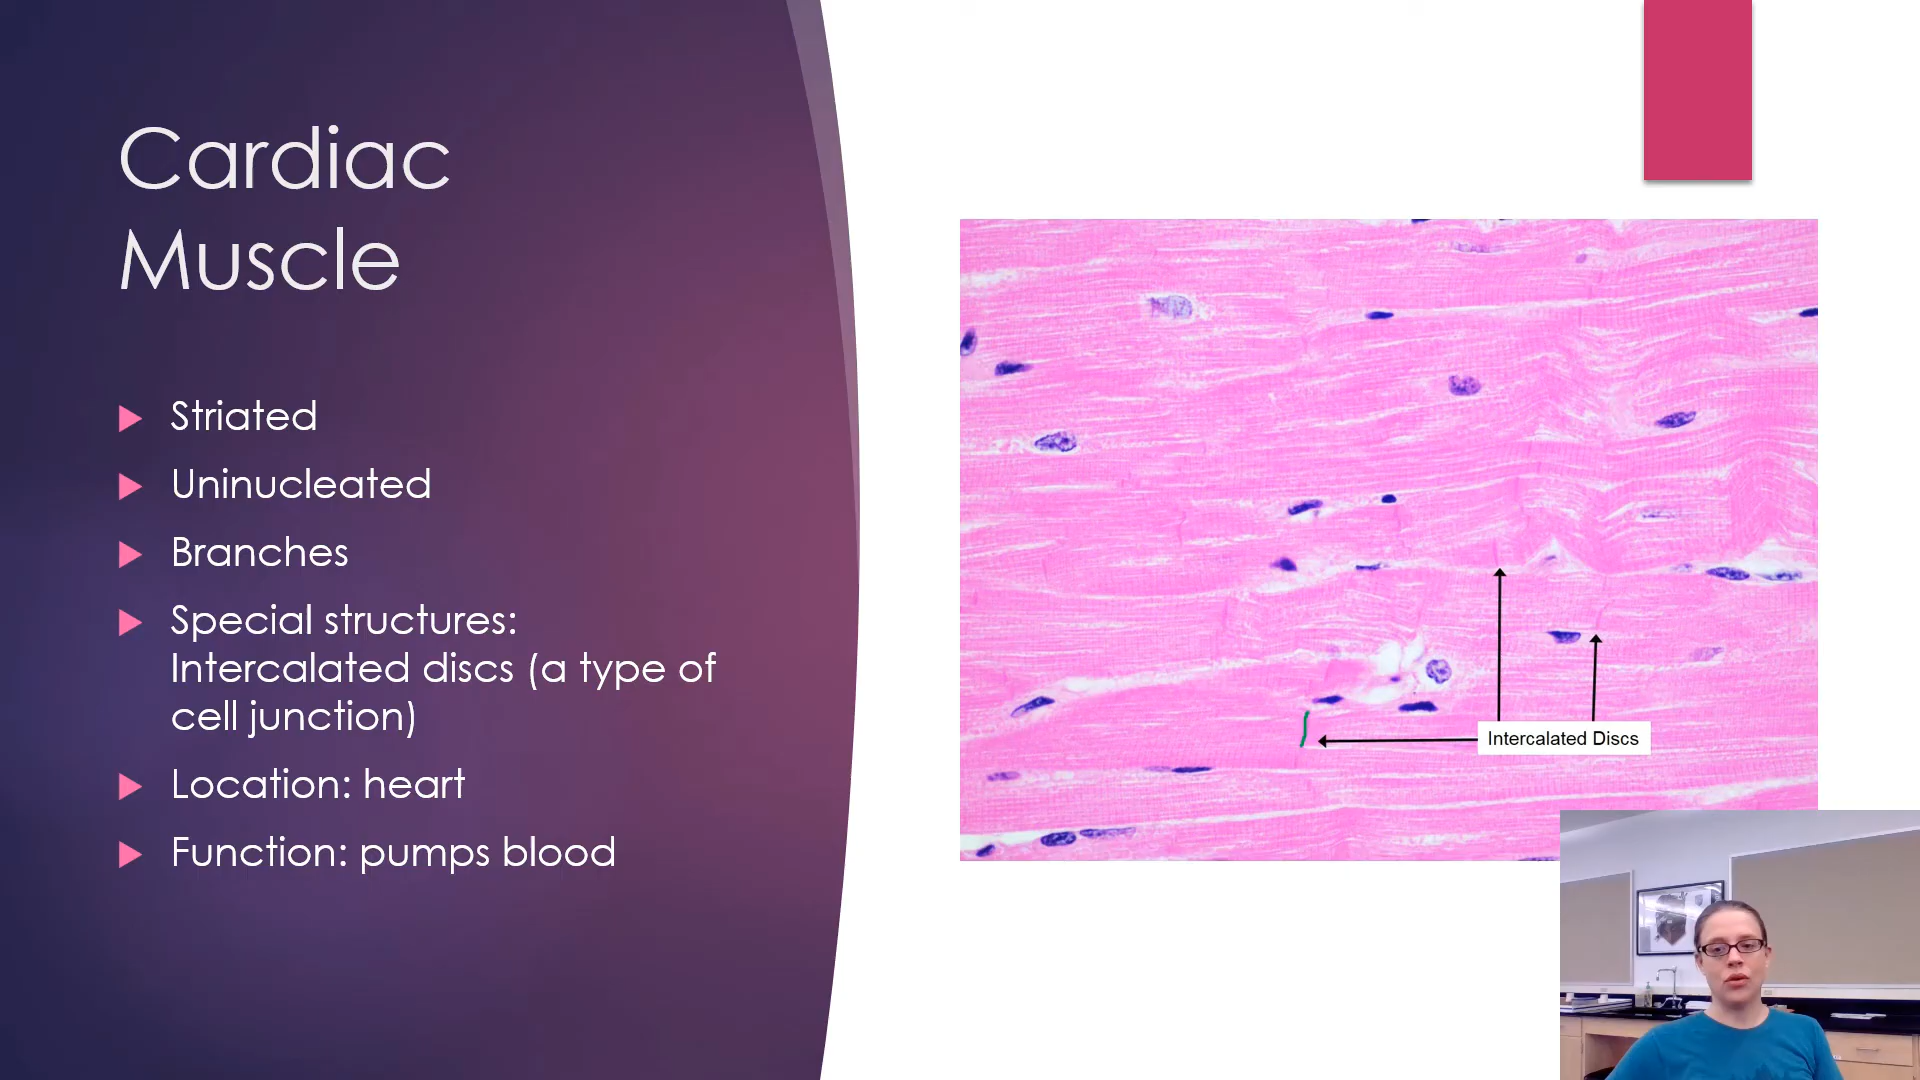 Cardiac
Muscle
Striated
Uninucleated
Branches
Special structures:
Intercalated discs (a type of
cell junction)
Location: heart
Function: pumps blood
Intercalated Discs